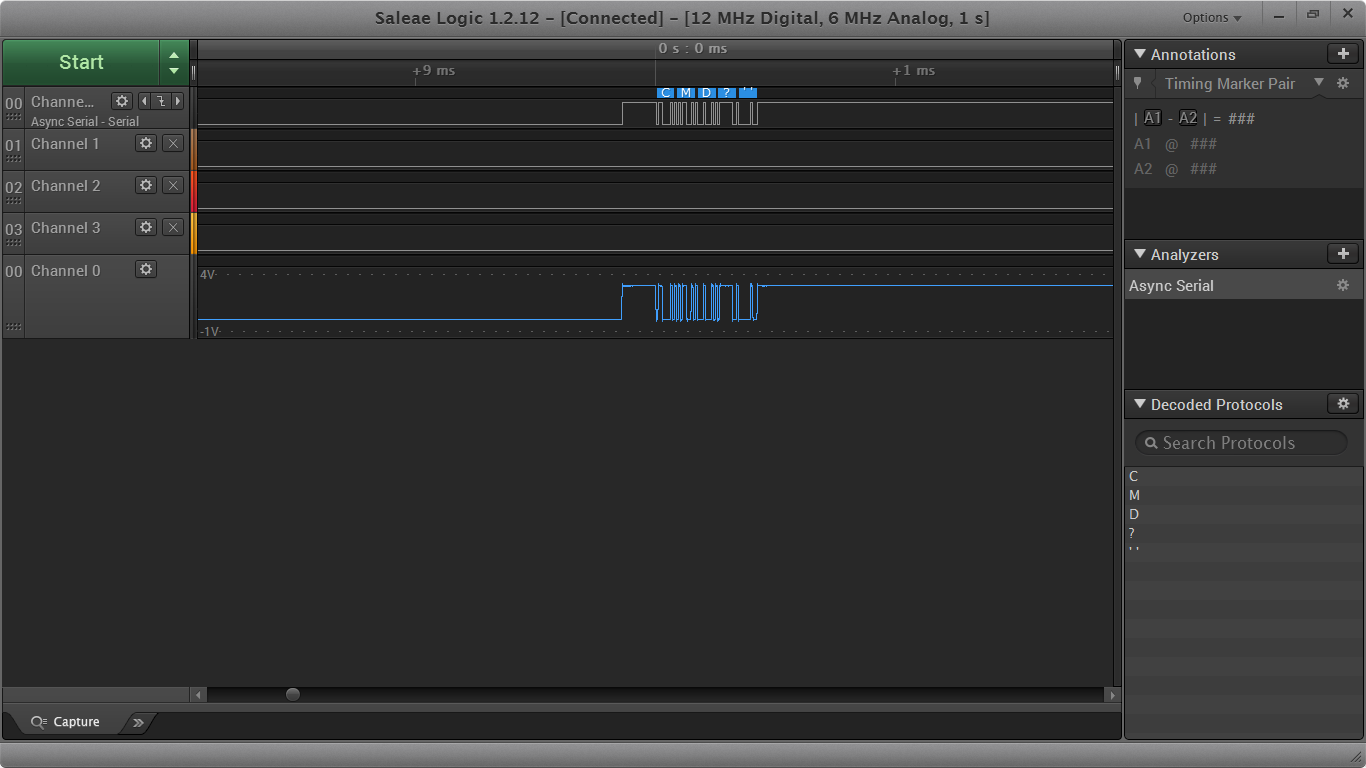 Saleae Logic 1.2.12 – [Connected] – [12 MHz Digital, 6 MHz Analog, 1 s]
Options
Start
0 s : 0 ms
+9 ms
+1 ms
00 Channe...
Async Serial - Serial
C M D ? ' '
01 Channel 1
02 Channel 2
03 Channel 3
00 Channel 0
4V
-1V
Capture
Annotations
Timing Marker Pair
| A1 - A2 | = ###
A1 @ ###
A2 @ ###
Analyzers
Async Serial
Decoded Protocols
Search Protocols
C
M
D
?
' '